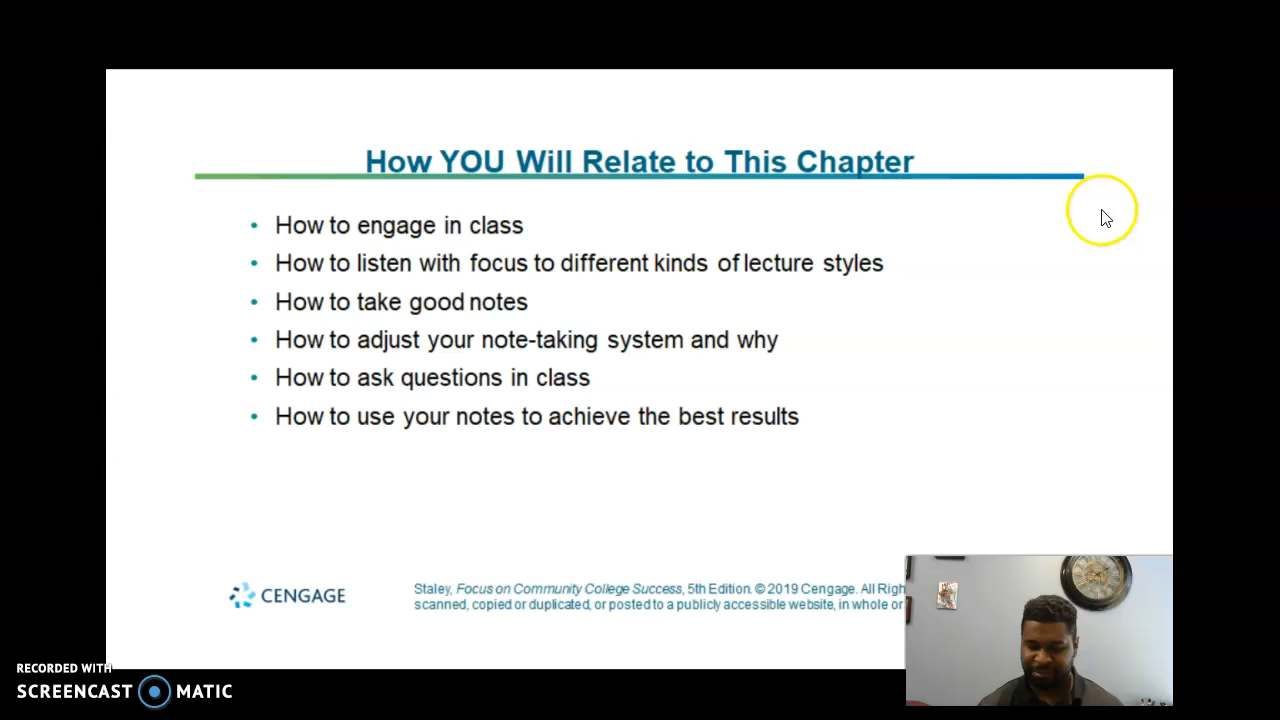 How YOU Will Relate to This Chapter
• How to engage in class
• How to listen with focus to different kinds of lecture styles
• How to take good notes
• How to adjust your note-taking system and why
• How to ask questions in class
• How to use your notes to achieve the best results
CENGAGE
Staley, Focus on Community College Success, 5th Edition. © 2019 Cengage. All Righ
scanned, copied or duplicated, or posted to a publicly accessible website, in whole or
RECORDED WITH
SCREENCAST MATIC